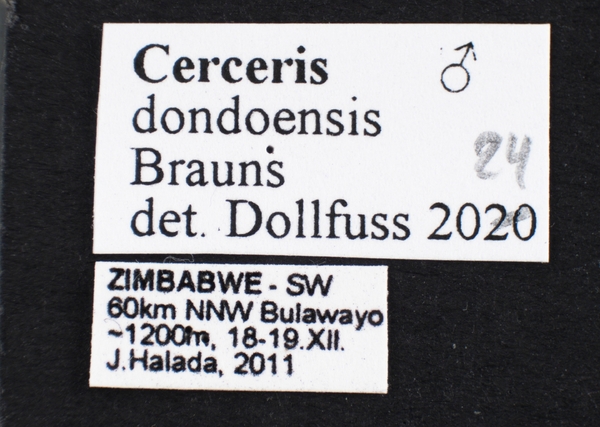 Cerceris ♂
dondoensis
Brauns 24
det. Dollfuss 2020
ZIMBABWE - SW
60km NNW Bulawayo
~1200m, 18-19.XII.
J.Halada, 2011